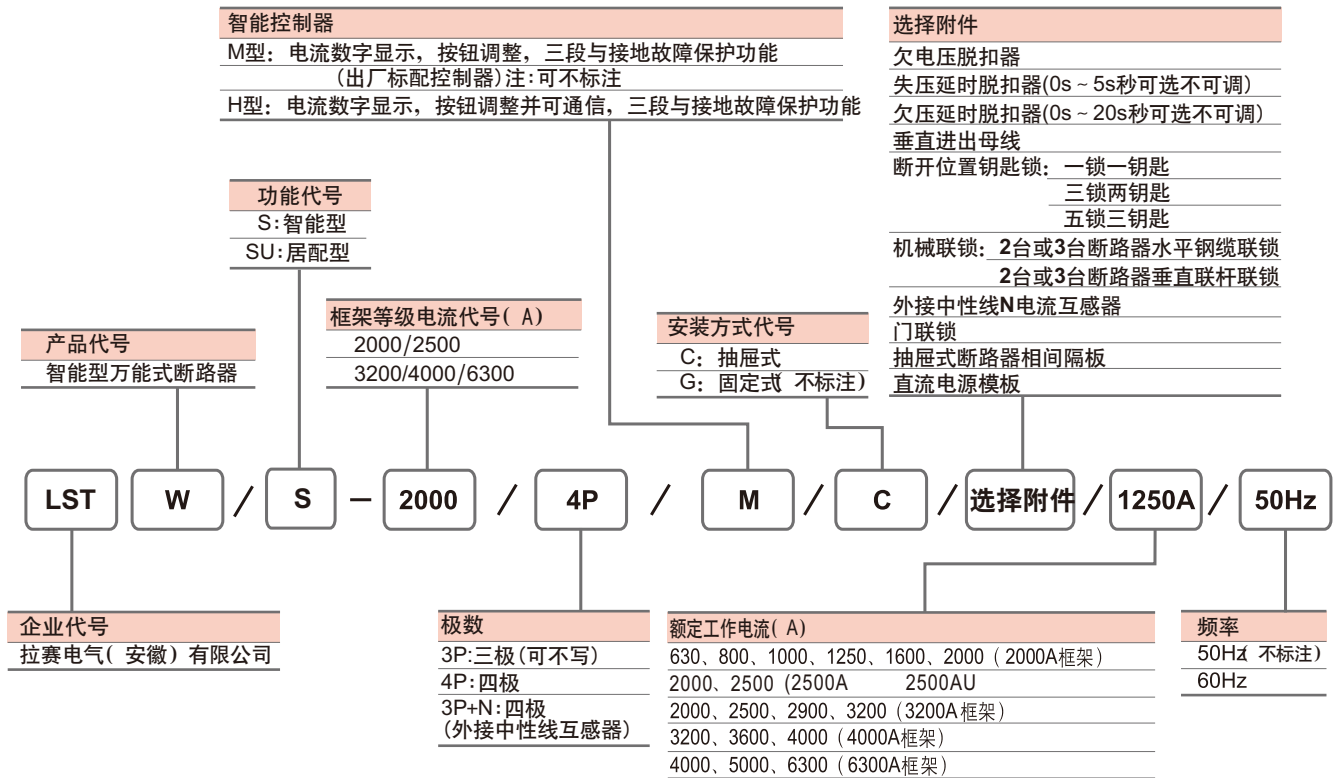 智能控制器
M型：电流数字显示，按钮调整，三段与接地故障保护功能
(出厂标配控制器)注：可不标注
H型：电流数字显示，按钮调整并可通信，三段与接地故障保护功能
选择附件
欠电压脱扣器
失压延时脱扣器(0s~5s秒可选不可调)
欠压延时脱扣器(0s~20s秒可选不可调)
垂直进出母线
断开位置钥匙锁：一锁一钥匙
三锁两钥匙
五锁三钥匙
机械联锁：2台或3台断路器水平钢缆联锁
2台或3台断路器垂直联杆联锁
外接中性线N电流互感器
门联锁
抽屉式断路器相间隔板
直流电源模板
功能代号
S:智能型
SU:居配型
产品代号
智能型万能式断路器
框架等级电流代号(A)
2000/2500
3200/4000/6300
安装方式代号
C：抽屉式
G：固定式(不标注)
LST W / S - 2000 / 4P / M / C / 选择附件 / 1250A / 50Hz
企业代号
拉赛电气(安徽)有限公司
极数
3P:三极(可不写)
4P:四极
3P+N:四极
(外接中性线互感器)
额定工作电流(A)
630、800、1000、1250、1600、2000（2000A框架）
2000、2500 (2500A 2500AU
2000、2500、2900、3200（3200A框架）
3200、3600、4000（4000A框架）
4000、5000、6300（6300A框架）
频率
50Hz(不标注)
60Hz